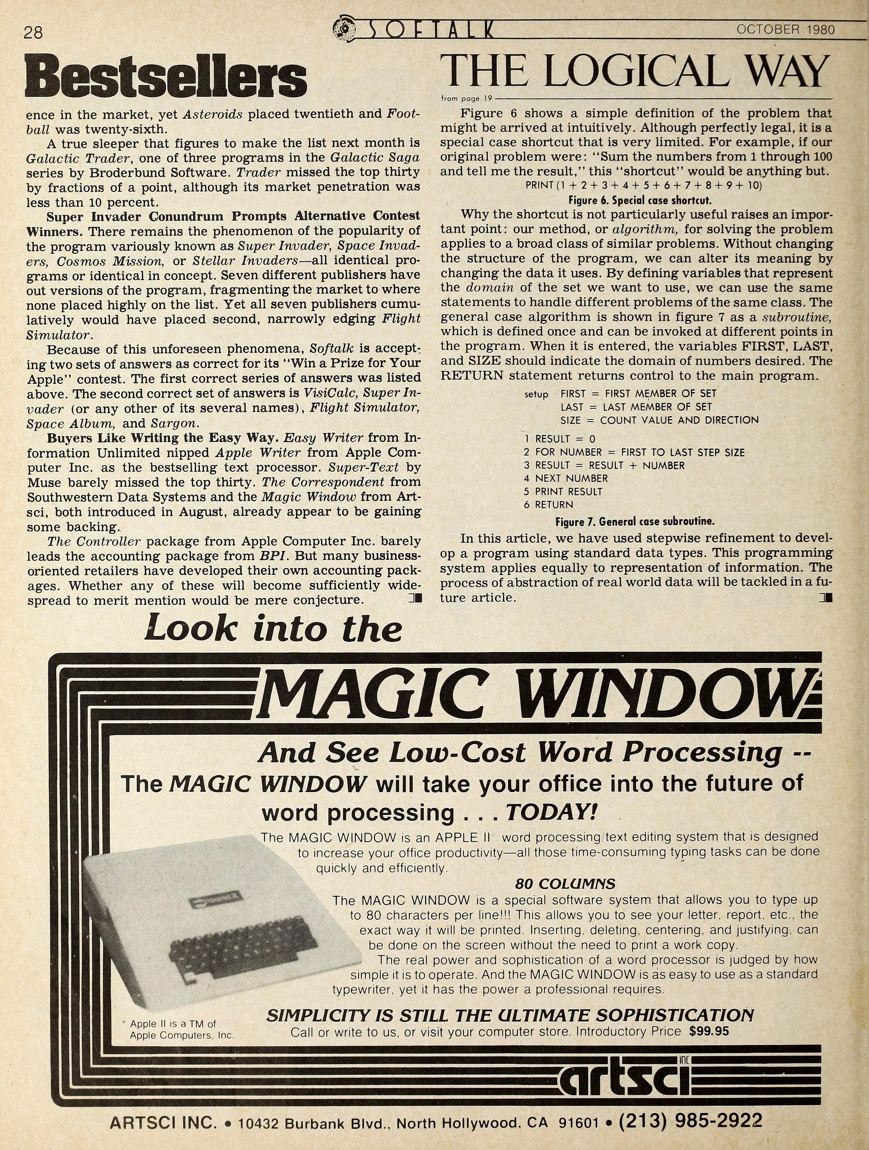 28
SOFTALK
OCTOBER 1980
Bestsellers
ence in the market, yet Asteroids placed twentieth and Foot-
ball was twenty-sixth.
A true sleeper that figures to make the list next month is
Galactic Trader, one of three programs in the Galactic Saga
series by Broderbund Software. Trader missed the top thirty
by fractions of a point, although its market penetration was
less than 10 percent.
Super Invader Conundrum Prompts Alternative Contest
Winners. There remains the phenomenon of the popularity of
the program variously known as Super Invader, Space Invad-
ers, Cosmos Mission, or Stellar Invaders—all identical pro-
grams or identical in concept. Seven different publishers have
out versions of the program, fragmenting the market to where
none placed highly on the list. Yet all seven publishers cumu-
latively would have placed second, narrowly edging Flight
Simulator.
Because of this unforeseen phenomena, Softalk is accept-
ing two sets of answers as correct for its "Win a Prize for Your
Apple" contest. The first correct series of answers was listed
above. The second correct set of answers is VisiCalc, Super In-
vader (or any other of its several names), Flight Simulator,
Space Album, and Sargon.
Buyers Like Writing the Easy Way. Easy Writer from In-
formation Unlimited nipped Apple Writer from Apple Com-
puter Inc. as the bestselling text processor. Super-Text by
Muse barely missed the top thirty. The Correspondent from
Southwestern Data Systems and the Magic Window from Art-
sci, both introduced in August, already appear to be gaining
some backing.
The Controller package from Apple Computer Inc. barely
leads the accounting package from BPI. But many business-
oriented retailers have developed their own accounting pack-
ages. Whether any of these will become sufficiently wide-
spread to merit mention would be mere conjecture.
THE LOGICAL WAY
from page 19
Figure 6 shows a simple definition of the problem that
might be arrived at intuitively. Although perfectly legal, it is a
special case shortcut that is very limited. For example, if our
original problem were: "Sum the numbers from 1 through 100
and tell me the result," this "shortcut" would be anything but.
PRINT (1 + 2 + 3 + 4 + 5 + 6 + 7 + 8 + 9 + 10)
Figure 6. Special case shortcut.
Why the shortcut is not particularly useful raises an impor-
tant point: our method, or algorithm, for solving the problem
applies to a broad class of similar problems. Without changing
the structure of the program, we can alter its meaning by
changing the data it uses. By defining variables that represent
the domain of the set we want to use, we can use the same
statements to handle different problems of the same class. The
general case algorithm is shown in figure 7 as a subroutine,
which is defined once and can be invoked at different points in
the program. When it is entered, the variables FIRST, LAST,
and SIZE should indicate the domain of numbers desired. The
RETURN statement returns control to the main program.
setup FIRST = FIRST MEMBER OF SET
LAST = LAST MEMBER OF SET
SIZE = COUNT VALUE AND DIRECTION
1 RESULT = 0
2 FOR NUMBER = FIRST TO LAST STEP SIZE
3 RESULT = RESULT + NUMBER
4 NEXT NUMBER
5 PRINT RESULT
6 RETURN
Figure 7. General case subroutine.
In this article, we have used stepwise refinement to devel-
op a program using standard data types. This programming
system applies equally to representation of information. The
process of abstraction of real world data will be tackled in a fu-
ture article.
Look into the
MAGIC WINDOW
And See Low-Cost Word Processing --
The MAGIC WINDOW will take your office into the future of
word processing . . . TODAY!
The MAGIC WINDOW is an APPLE II* word processing/text editing system that is designed
to increase your office productivity—all those time-consuming typing tasks can be done
quickly and efficiently.
80 COLUMNS
The MAGIC WINDOW is a special software system that allows you to type up
to 80 characters per line!!! This allows you to see your letter, report, etc., the
exact way it will be printed. Inserting, deleting, centering, and justifying, can
be done on the screen without the need to print a work copy.
The real power and sophistication of a word processor is judged by how
simple it is to operate. And the MAGIC WINDOW is as easy to use as a standard
typewriter, yet it has the power a professional requires.
SIMPLICITY IS STILL THE ULTIMATE SOPHISTICATION
Call or write to us, or visit your computer store. Introductory Price $99.95
* Apple II is a TM of
Apple Computers, Inc.
artsci inc
ARTSCI INC. • 10432 Burbank Blvd., North Hollywood, CA 91601 • (213) 985-2922